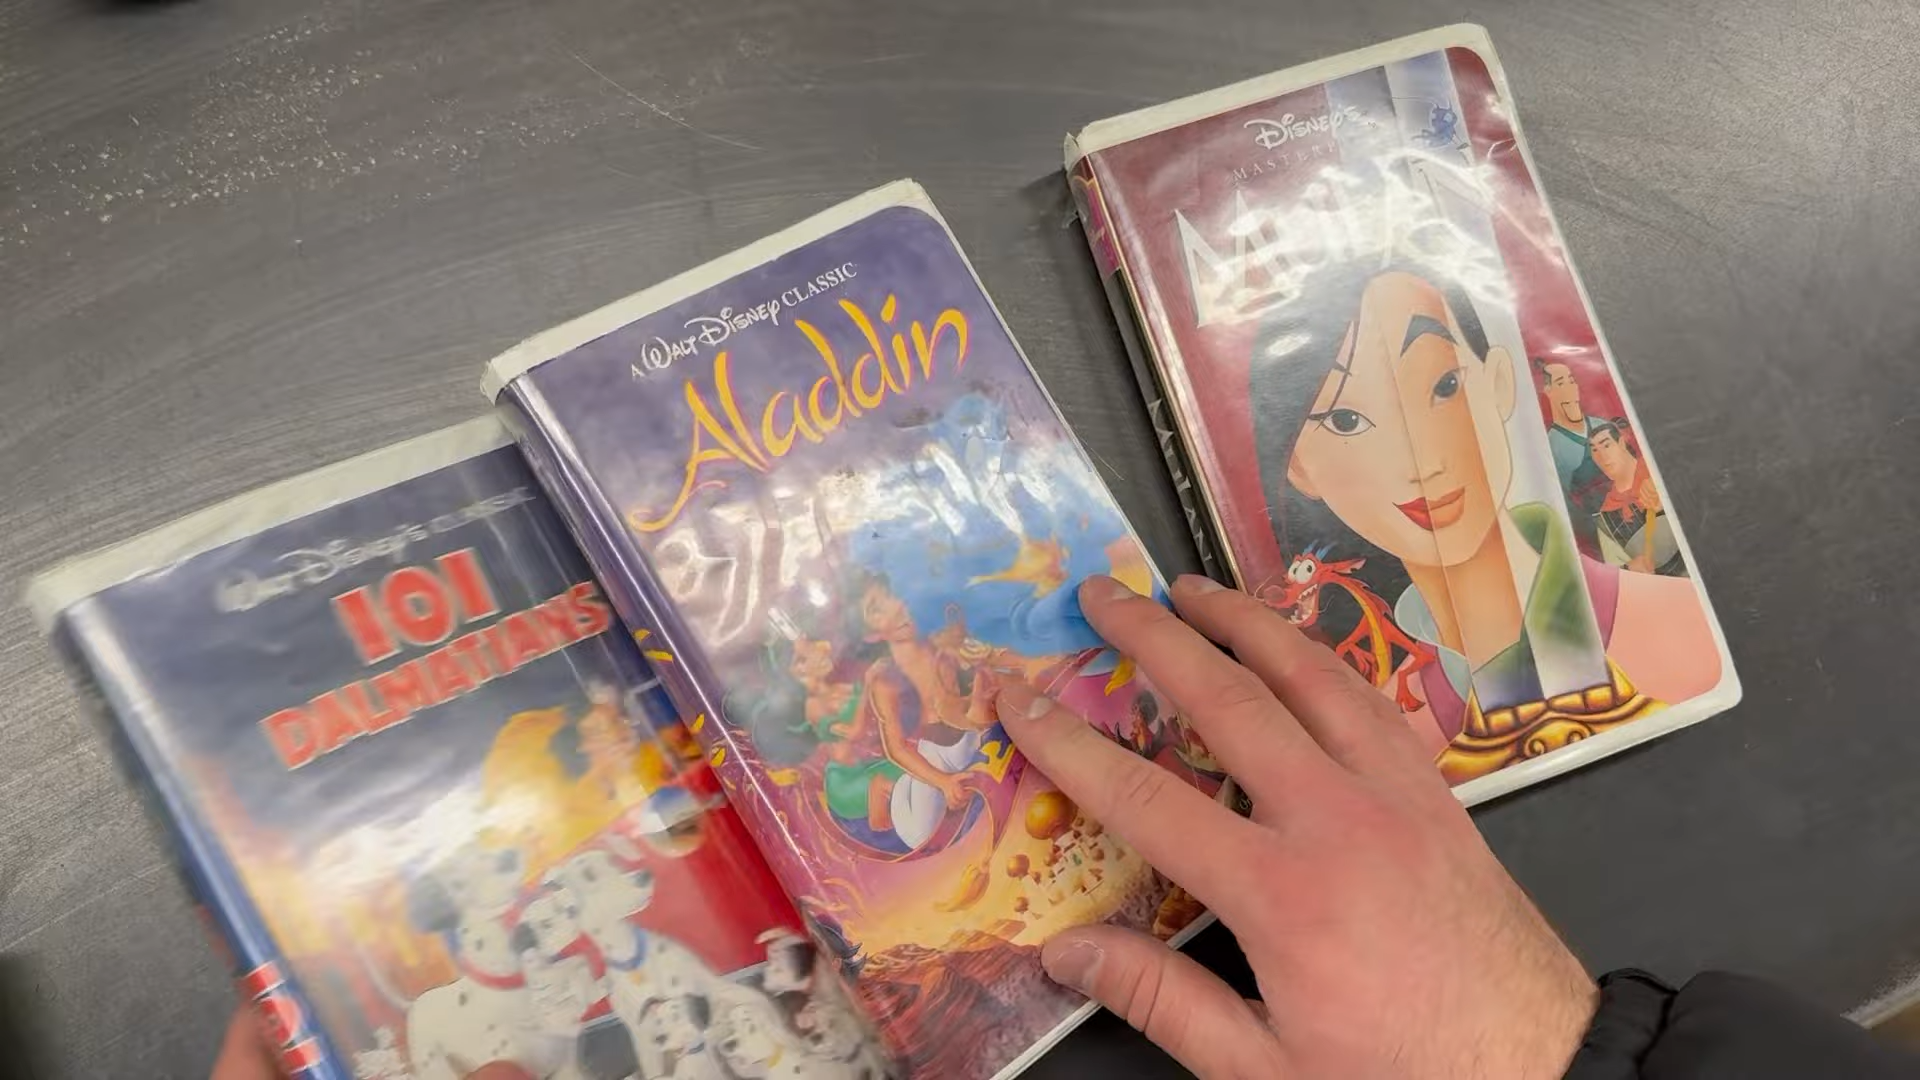 WALT DISNEY'S CLASSIC
101
DALMATIANS
A WALT DISNEY CLASSIC
Aladdin
DISNEY'S
MULAN